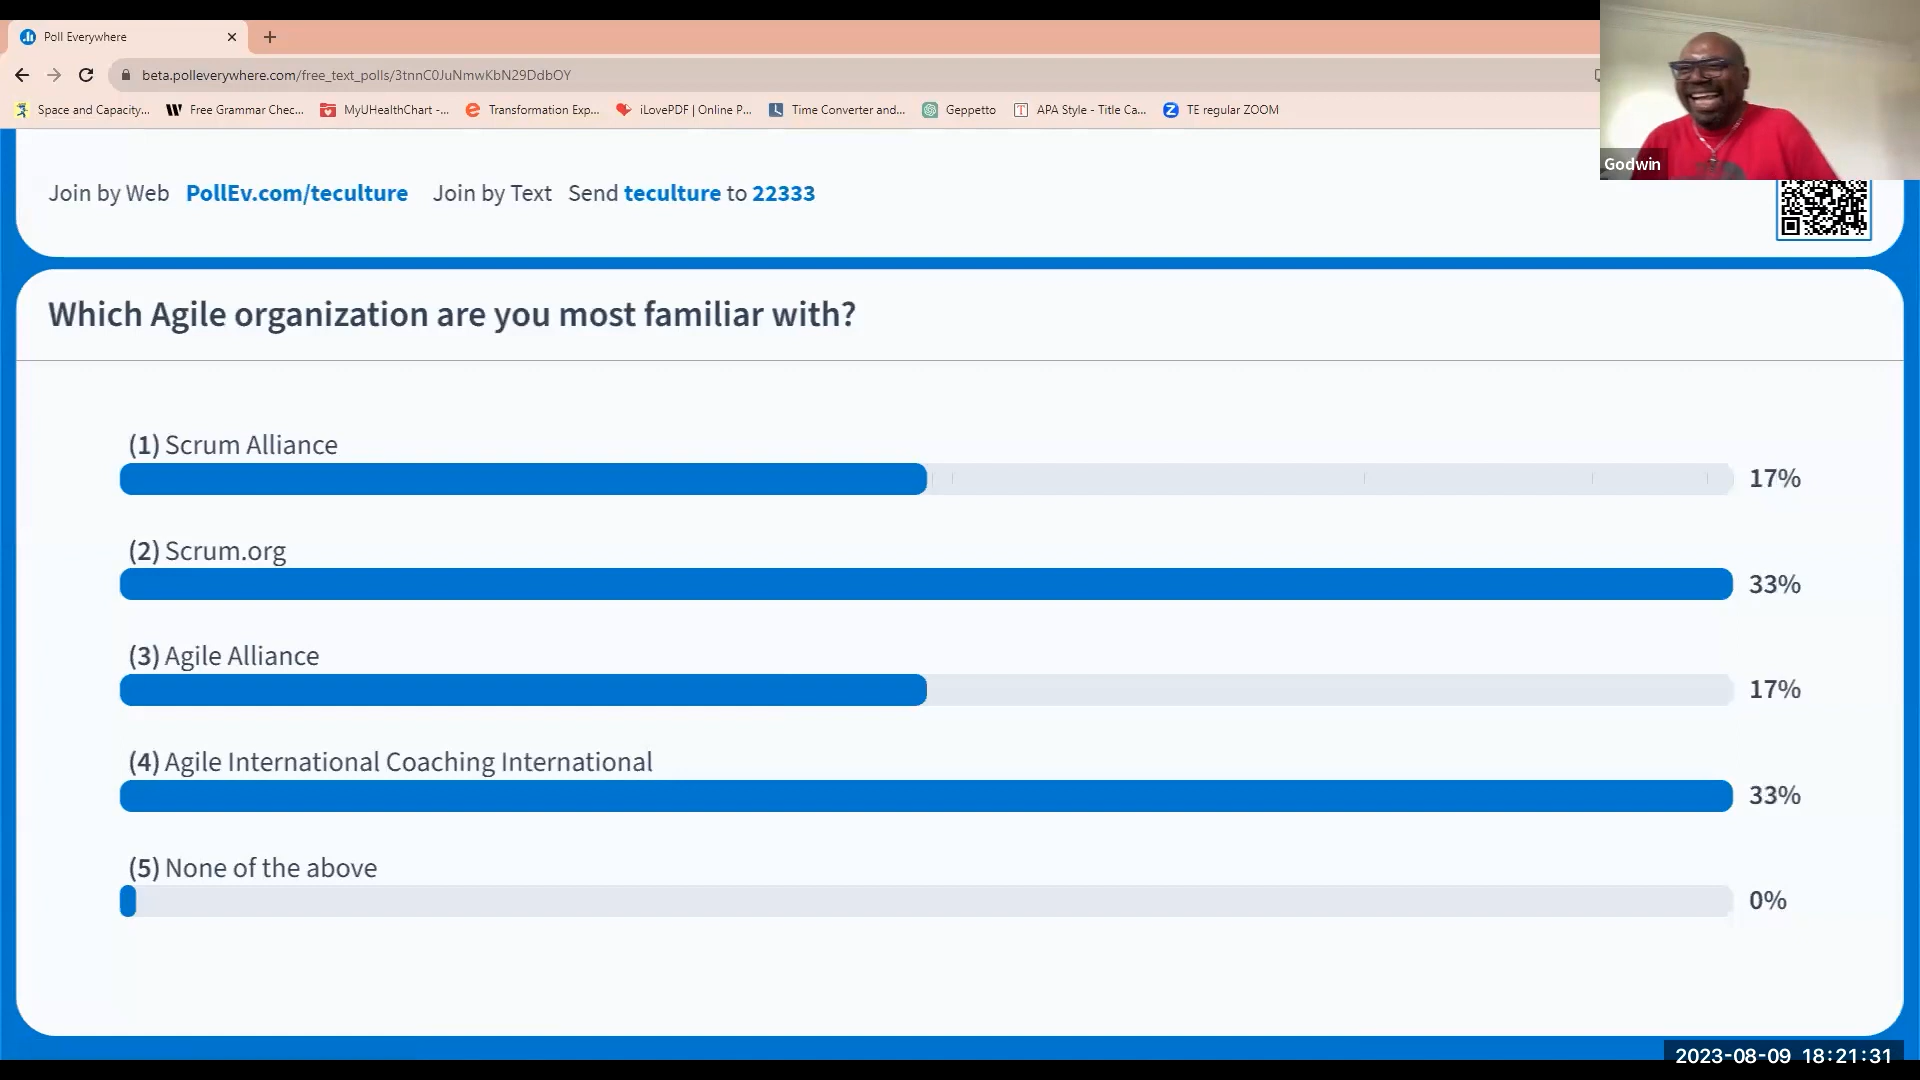 Poll Everywhere
beta.polleverywhere.com/free_text_polls/3tnnC0JuNmwKbN29DdbOY
Space and Capacity... Free Grammar Chec... MyUHealthChart -... Transformation Exp... iLovePDF | Online P... Time Converter and... Geppetto APA Style - Title Ca... TE regular ZOOM
Godwin
Join by Web PollEv.com/teculture Join by Text Send teculture to 22333
Which Agile organization are you most familiar with?
(1) Scrum Alliance
17%
(2) Scrum.org
33%
(3) Agile Alliance
17%
(4) Agile International Coaching International
33%
(5) None of the above
0%
2023-08-09 18:21:31